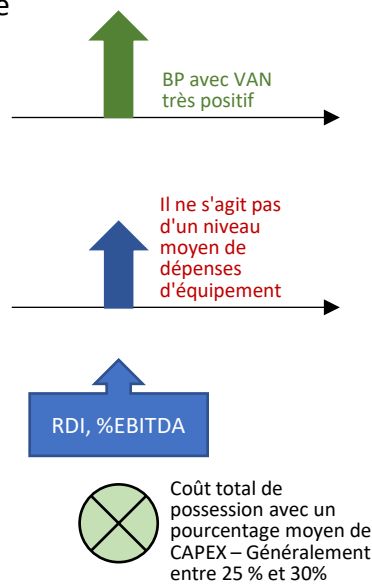 e
BP avec VAN
très positif
Il ne s'agit pas
d'un niveau
moyen de
dépenses
d'équipement
RDI, %EBITDA
Coût total de
possession avec un
pourcentage moyen de
CAPEX – Généralement
entre 25 % et 30%